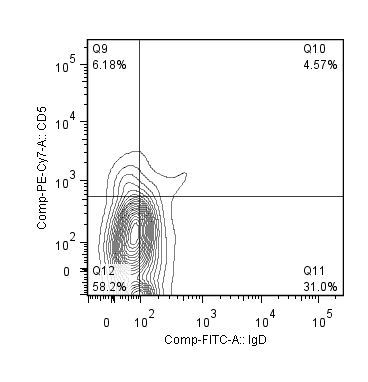 Q9
6.18%
Q10
4.57%
10^5
10^4
10^3
10^2
0
Comp-PE-Cy7-A:: CD5
Q12
58.2%
Q11
31.0%
0 10^2 10^3 10^4 10^5
Comp-FITC-A:: IgD